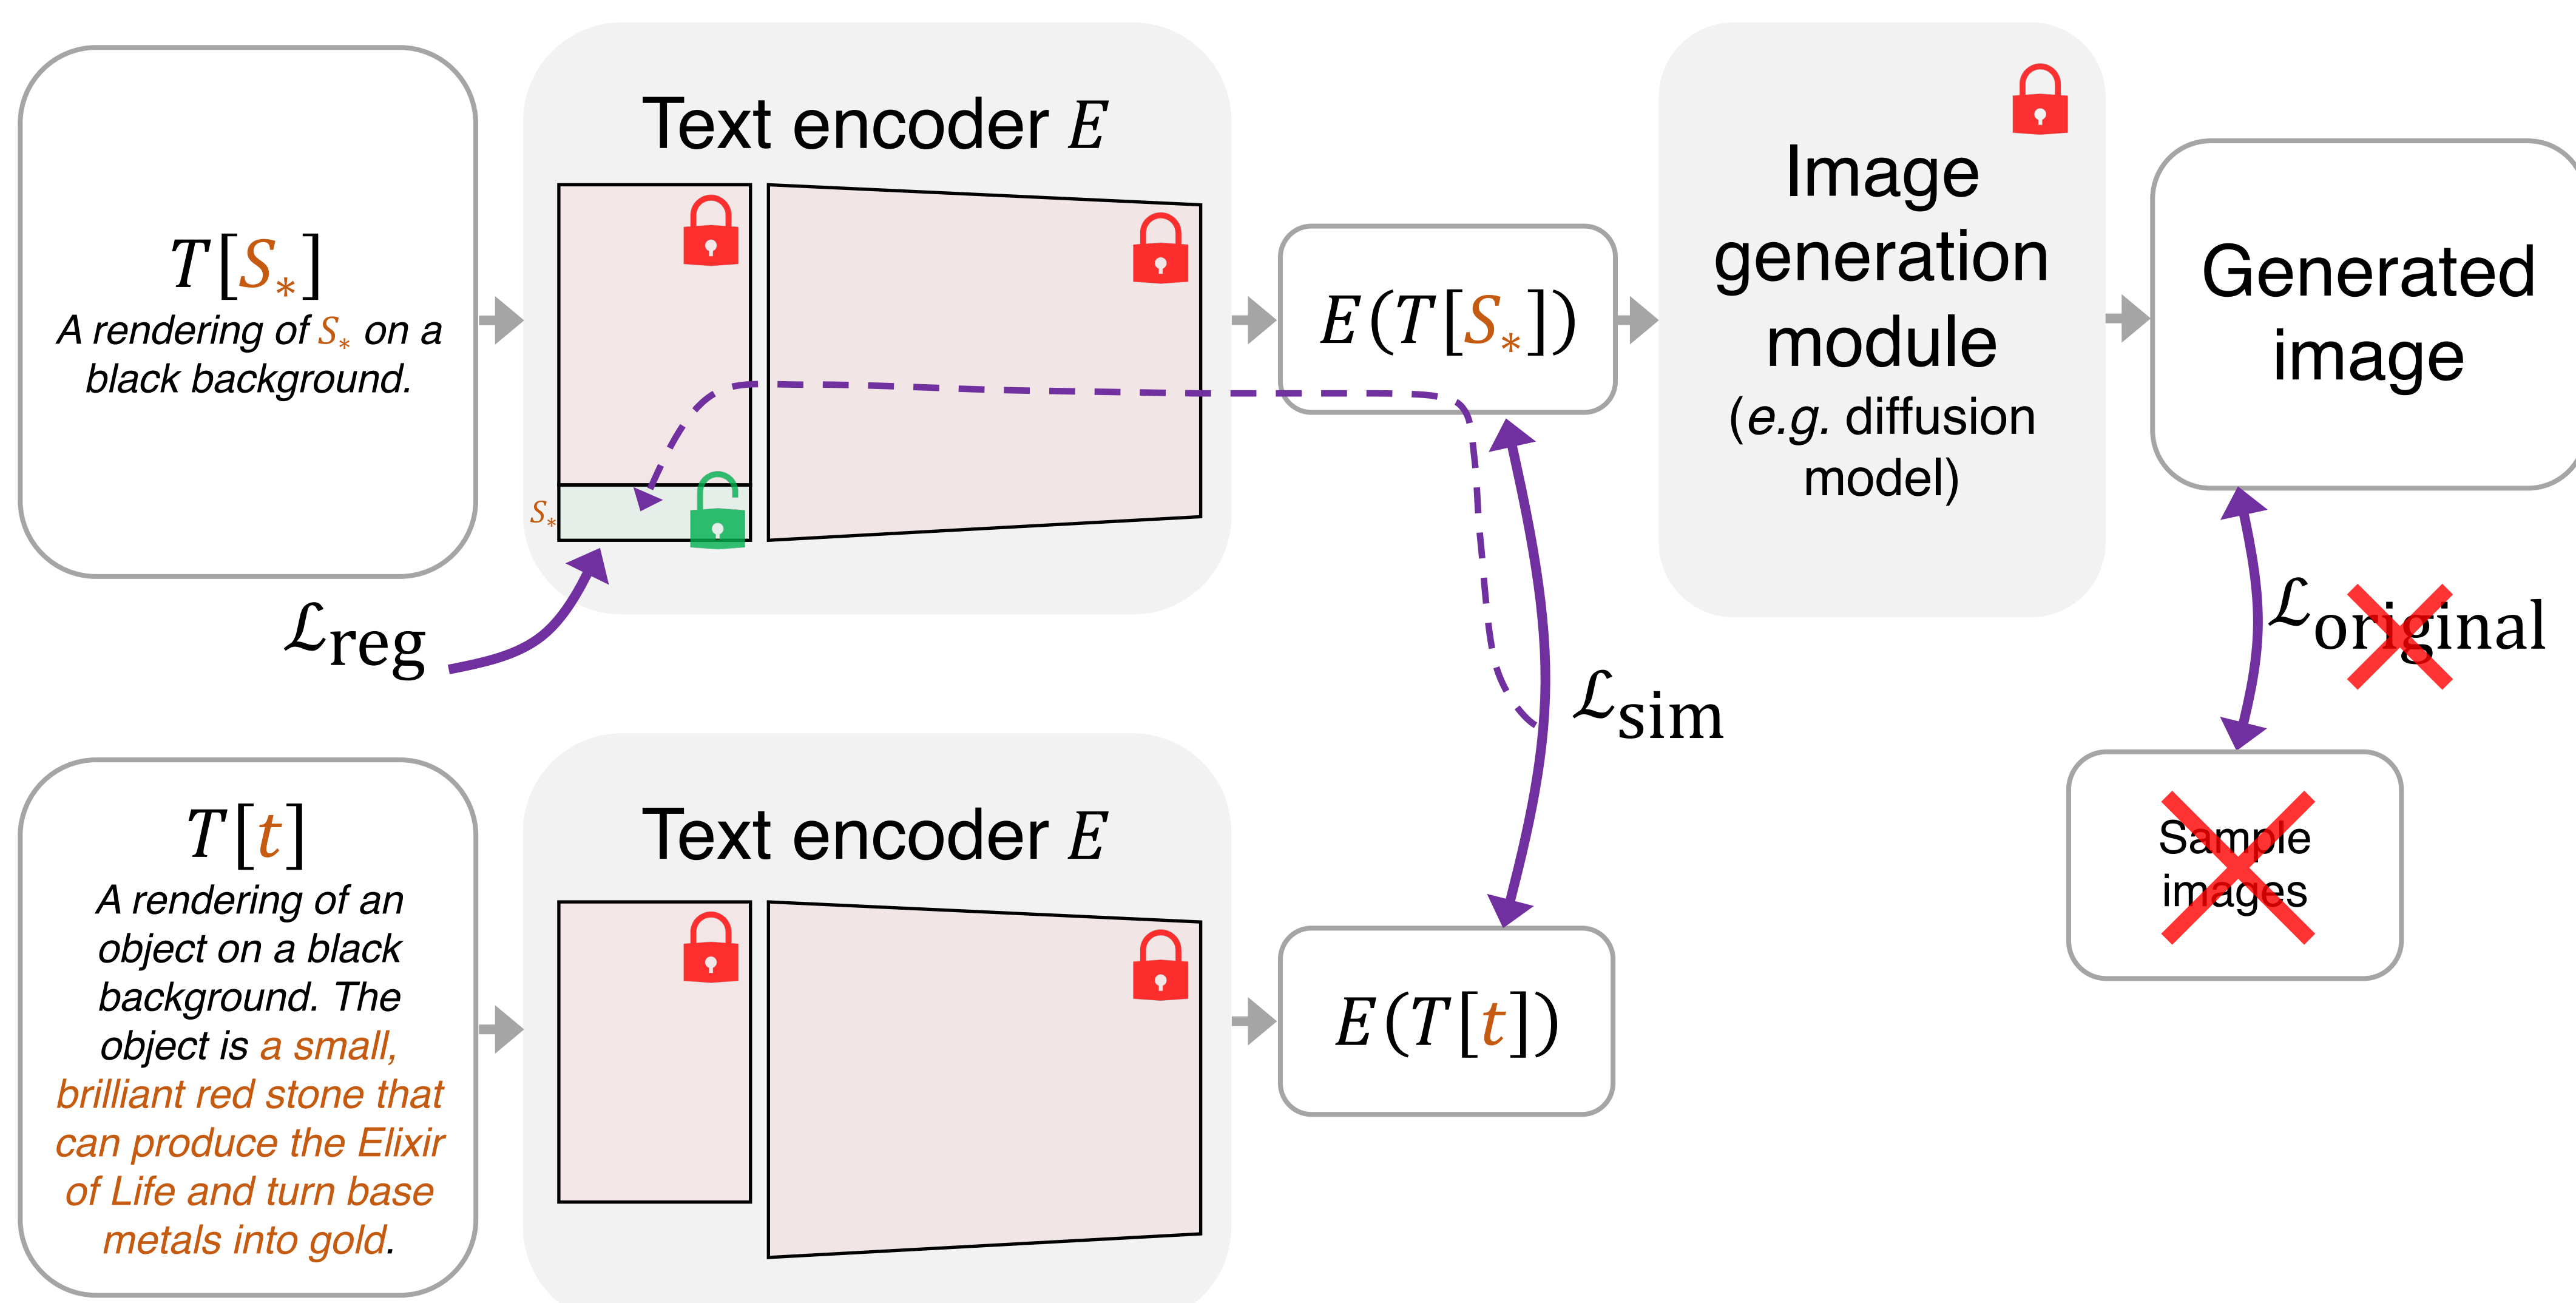 T[S*]
A rendering of S* on a
black background.
Text encoder E
S*
E(T[S*])
Image
generation
module
(e.g. diffusion
model)
Generated
image
ℒreg
ℒsim
ℒoriginal
T[t]
A rendering of an
object on a black
background. The
object is a small,
brilliant red stone that
can produce the Elixir
of Life and turn base
metals into gold.
Text encoder E
E(T[t])
Sample
images